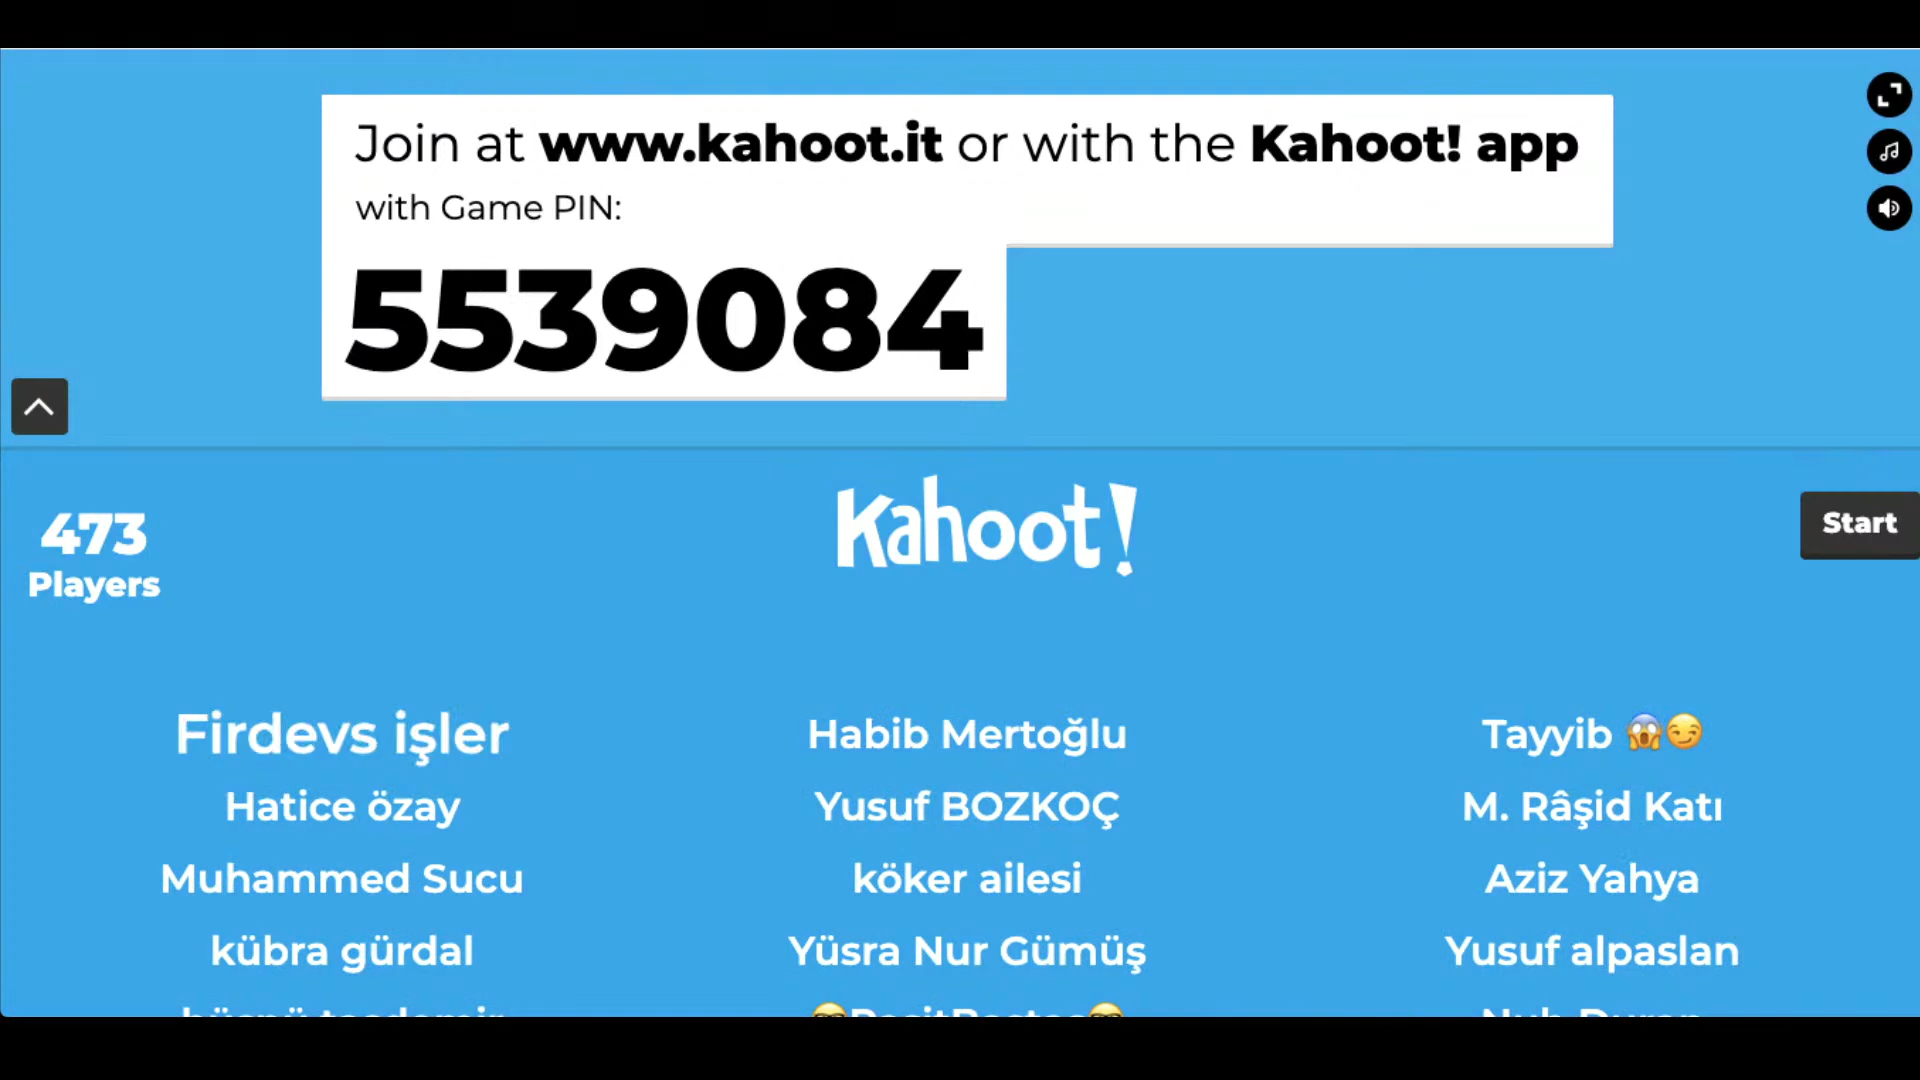 Join at www.kahoot.it or with the Kahoot! app
with Game PIN:
5539084
Kahoot!
473
Players
Start
Firdevs işler
Habib Mertoğlu
Tayyib 😱😏
Hatice özay
Yusuf BOZKOÇ
M. Râşid Katı
Muhammed Sucu
köker ailesi
Aziz Yahya
kübra gürdal
Yüsra Nur Gümüş
Yusuf alpaslan